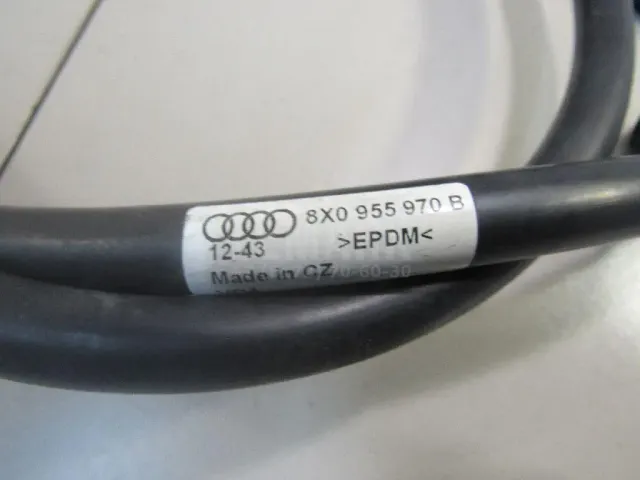 8X0 955 970 B
12-43 >EPDM<
Made in CZ